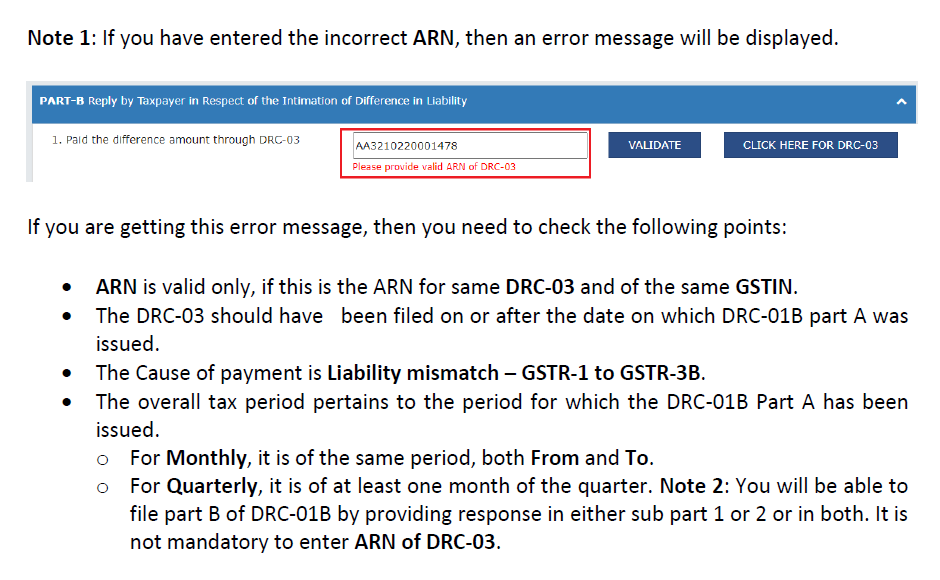 Note 1: If you have entered the incorrect ARN, then an error message will be displayed.
PART-B Reply by Taxpayer in Respect of the Intimation of Difference in Liability
1. Paid the difference amount through DRC-03
AA3210220001478
VALIDATE
CLICK HERE FOR DRC-03
Please provide valid ARN of DRC-03
If you are getting this error message, then you need to check the following points:
• ARN is valid only, if this is the ARN for same DRC-03 and of the same GSTIN.
• The DRC-03 should have been filed on or after the date on which DRC-01B part A was
issued.
• The Cause of payment is Liability mismatch – GSTR-1 to GSTR-3B.
• The overall tax period pertains to the period for which the DRC-01B Part A has been
issued.
o For Monthly, it is of the same period, both From and To.
o For Quarterly, it is of at least one month of the quarter. Note 2: You will be able to
file part B of DRC-01B by providing response in either sub part 1 or 2 or in both. It is
not mandatory to enter ARN of DRC-03.